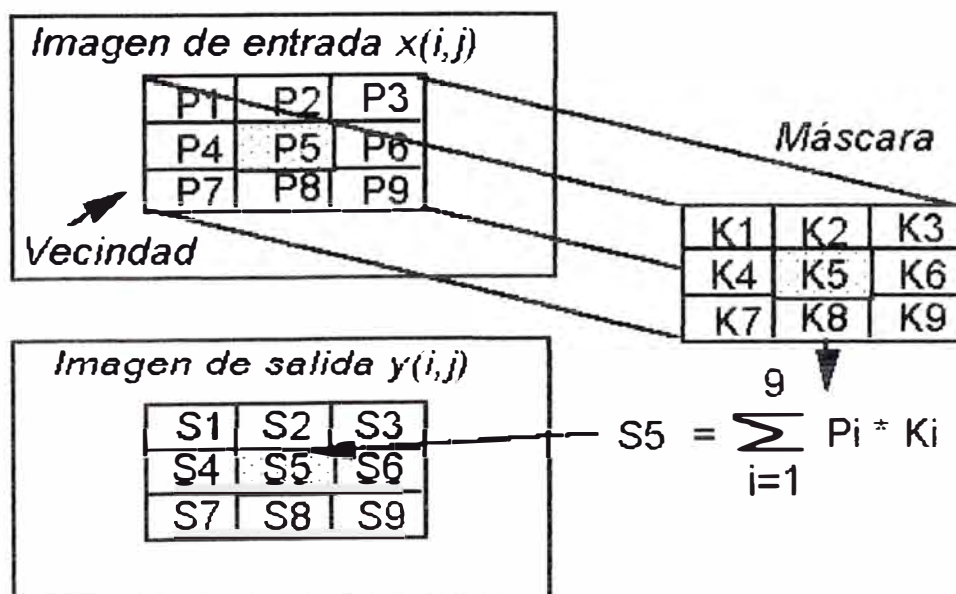 Imagen de entrada x(i,j)
P1 P2 P3
P4 P5 P6
P7 P8 P9
Vecindad
Máscara
K1 K2 K3
K4 K5 K6
K7 K8 K9
Imagen de salida y(i,j)
S1 S2 S3
S4 S5 S6
S7 S8 S9
9
S5 = ∑ Pi * Ki
i=1